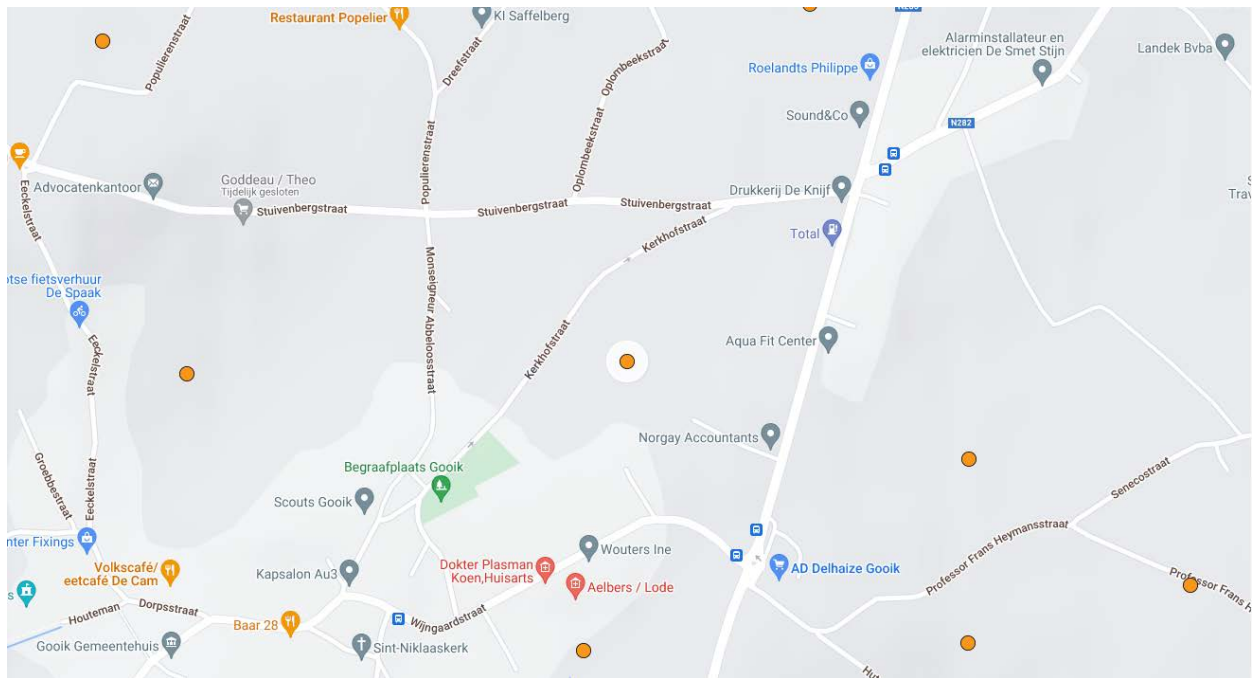 Restaurant Popelier
Kl Saffelberg
N285
Alarminstallateur en
elektricien De Smet Stijn
Landek Bvba
Populierenstraat
Dreefstraat
Oplombeekstraat
Roelandts Philippe
Sound&Co
N282
Populierenstraat
Oplombeekstraat
Advocatenkantoor
Goddeau / Theo
Tijdelijk gesloten
Stuivenbergstraat
Stuivenbergstraat
Stuivenbergstraat
Drukkerij De Knijf
S
Trav
Eeckelstraat
Kerkhofstraat
Total
otse fietsverhuur
De Spaak
Monseigneur Abbeloosstraat
Eeckelstraat
Kerkhofstraat
Aqua Fit Center
Norgay Accountants
Begraafplaats Gooik
Groebbestraat
Eeckelstraat
Scouts Gooik
Senecostraat
nter Fixings
Volkscafé/
eetcafé De Cam
Kapsalon Au3
Dokter Plasman
Koen,Huisarts
Wouters Ine
Aelbers / Lode
AD Delhaize Gooik
Professor Frans Heymansstraat
Professor Frans H
s
Houteman
Dorpsstraat
Baar 28
Wijngaardstraat
Gooik Gemeentehuis
Sint-Niklaaskerk
Hut